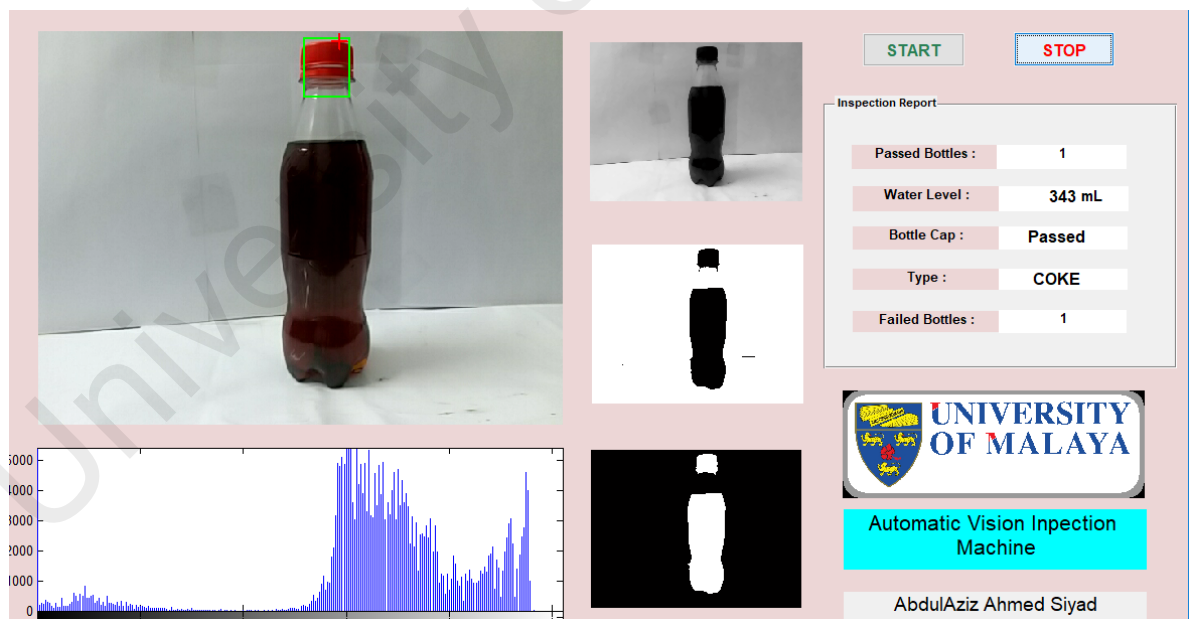 START
STOP
Inspection Report
Passed Bottles : 1
Water Level : 343 mL
Bottle Cap : Passed
Type : COKE
Failed Bottles : 1
UNIVERSITY
OF MALAYA
Automatic Vision Inpection
Machine
AbdulAziz Ahmed Siyad
5000
4000
3000
2000
1000
0
University